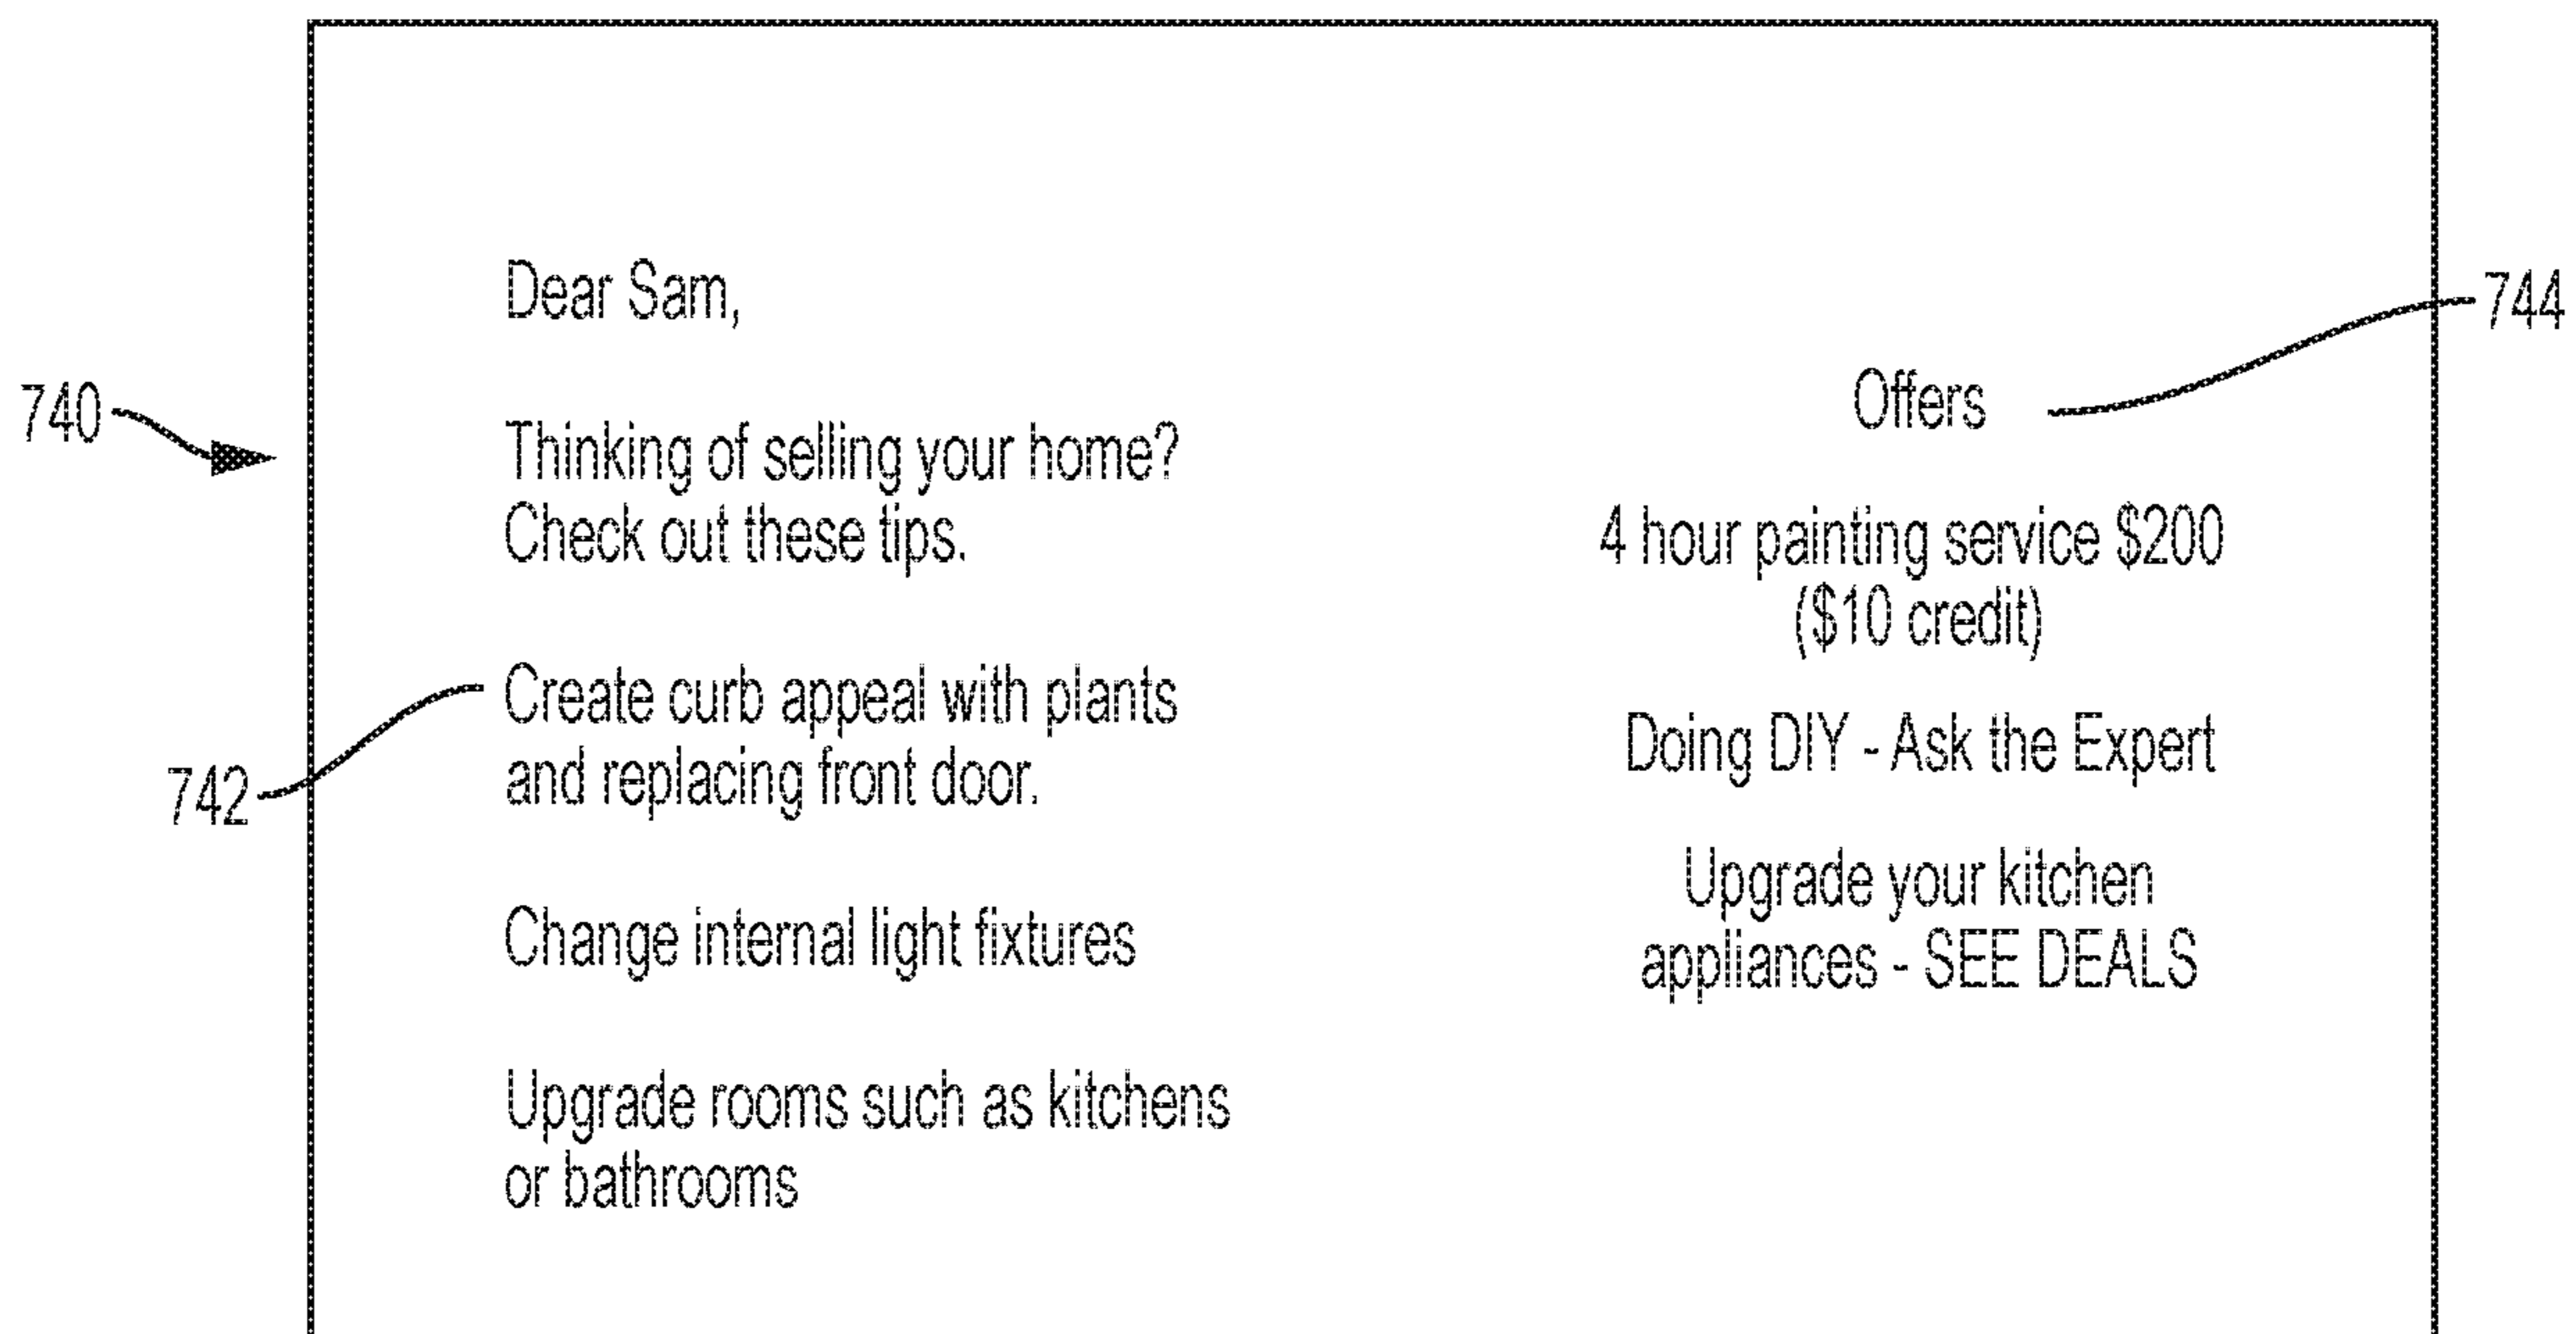 740
742
744
Dear Sam,
Thinking of selling your home?
Check out these tips.
Create curb appeal with plants
and replacing front door.
Change internal light fixtures
Upgrade rooms such as kitchens
or bathrooms
Offers
4 hour painting service $200
($10 credit)
Doing DIY - Ask the Expert
Upgrade your kitchen
appliances - SEE DEALS